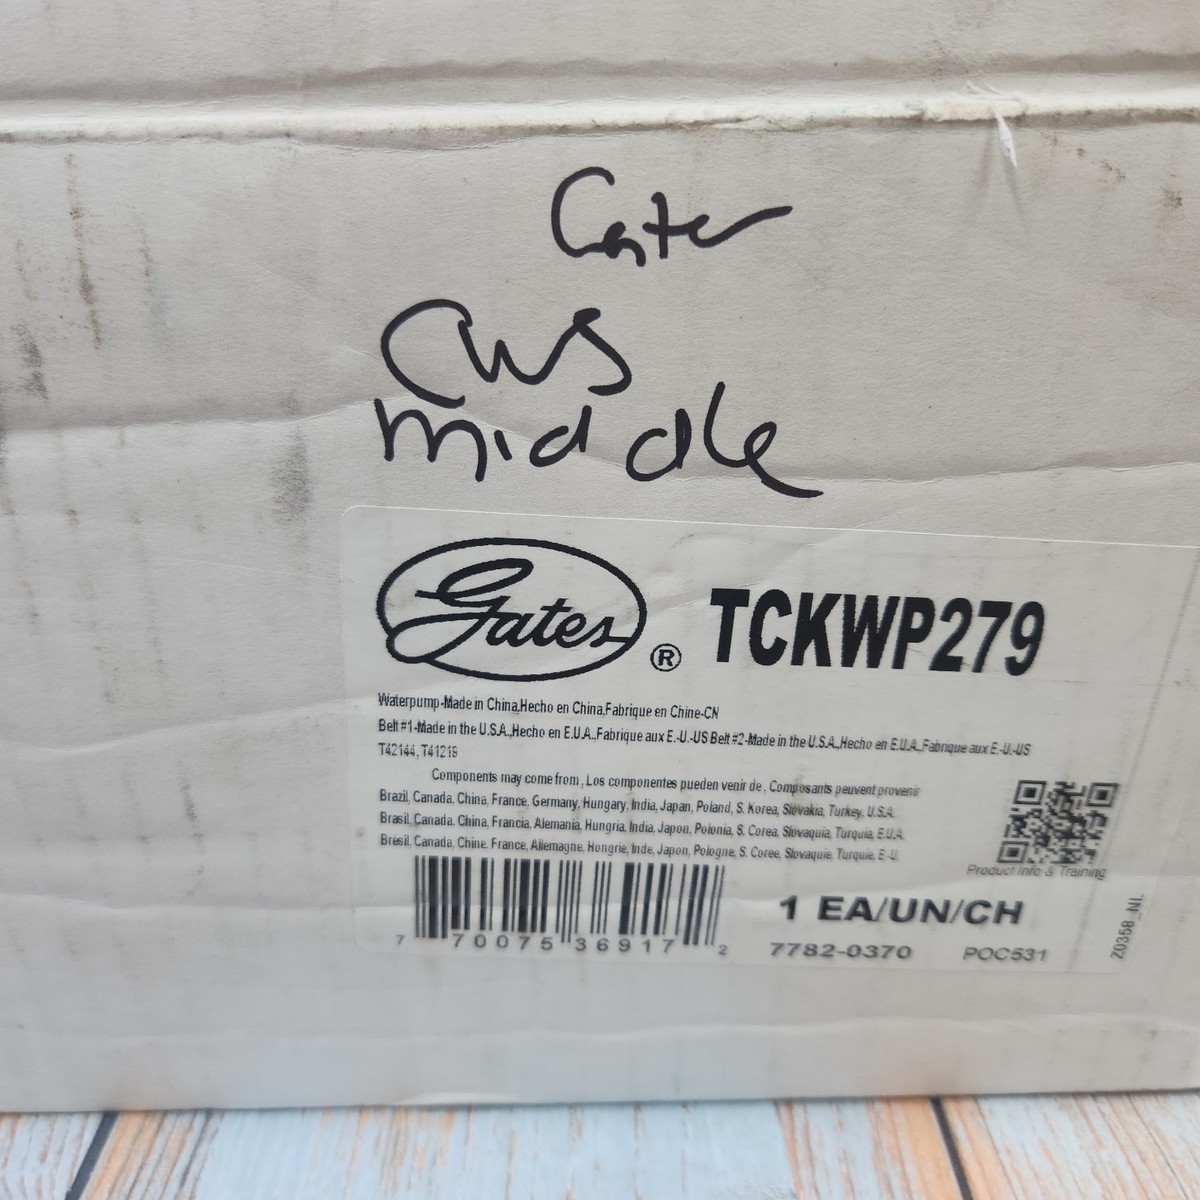 Center
CWS
middle
Gates ® TCKWP279
Waterpump-Made in China,Hecho en China,Fabrique en Chine-CN
Belt #1-Made in the U.S.A.,Hecho en E.U.A.,Fabrique aux E.-U.-US Belt #2-Made in the U.S.A.,Hecho en E.U.A.,Fabrique aux E.-U.-US
T42144, T41219
Components may come from, Los componentes pueden venir de, Composants peuvent provenir
Brazil, Canada, China, France, Germany, Hungary, India, Japan, Poland, S. Korea, Slovakia, Turkey, U.S.A.
Brasil, Canada, China, Francia, Alemania, Hungria, India, Japon, Polonia, S. Corea, Slovaquia, Turquia, E.U.A.
Brésil, Canada, Chine, France, Allemagne, Hongrie, Inde, Japon, Pologne, S. Coree, Slovaquie, Turquie, E.-U.
Product Info & Training
1 EA/UN/CH
7 70075 36917 2
7782-0370 POC531
Z0358_NL